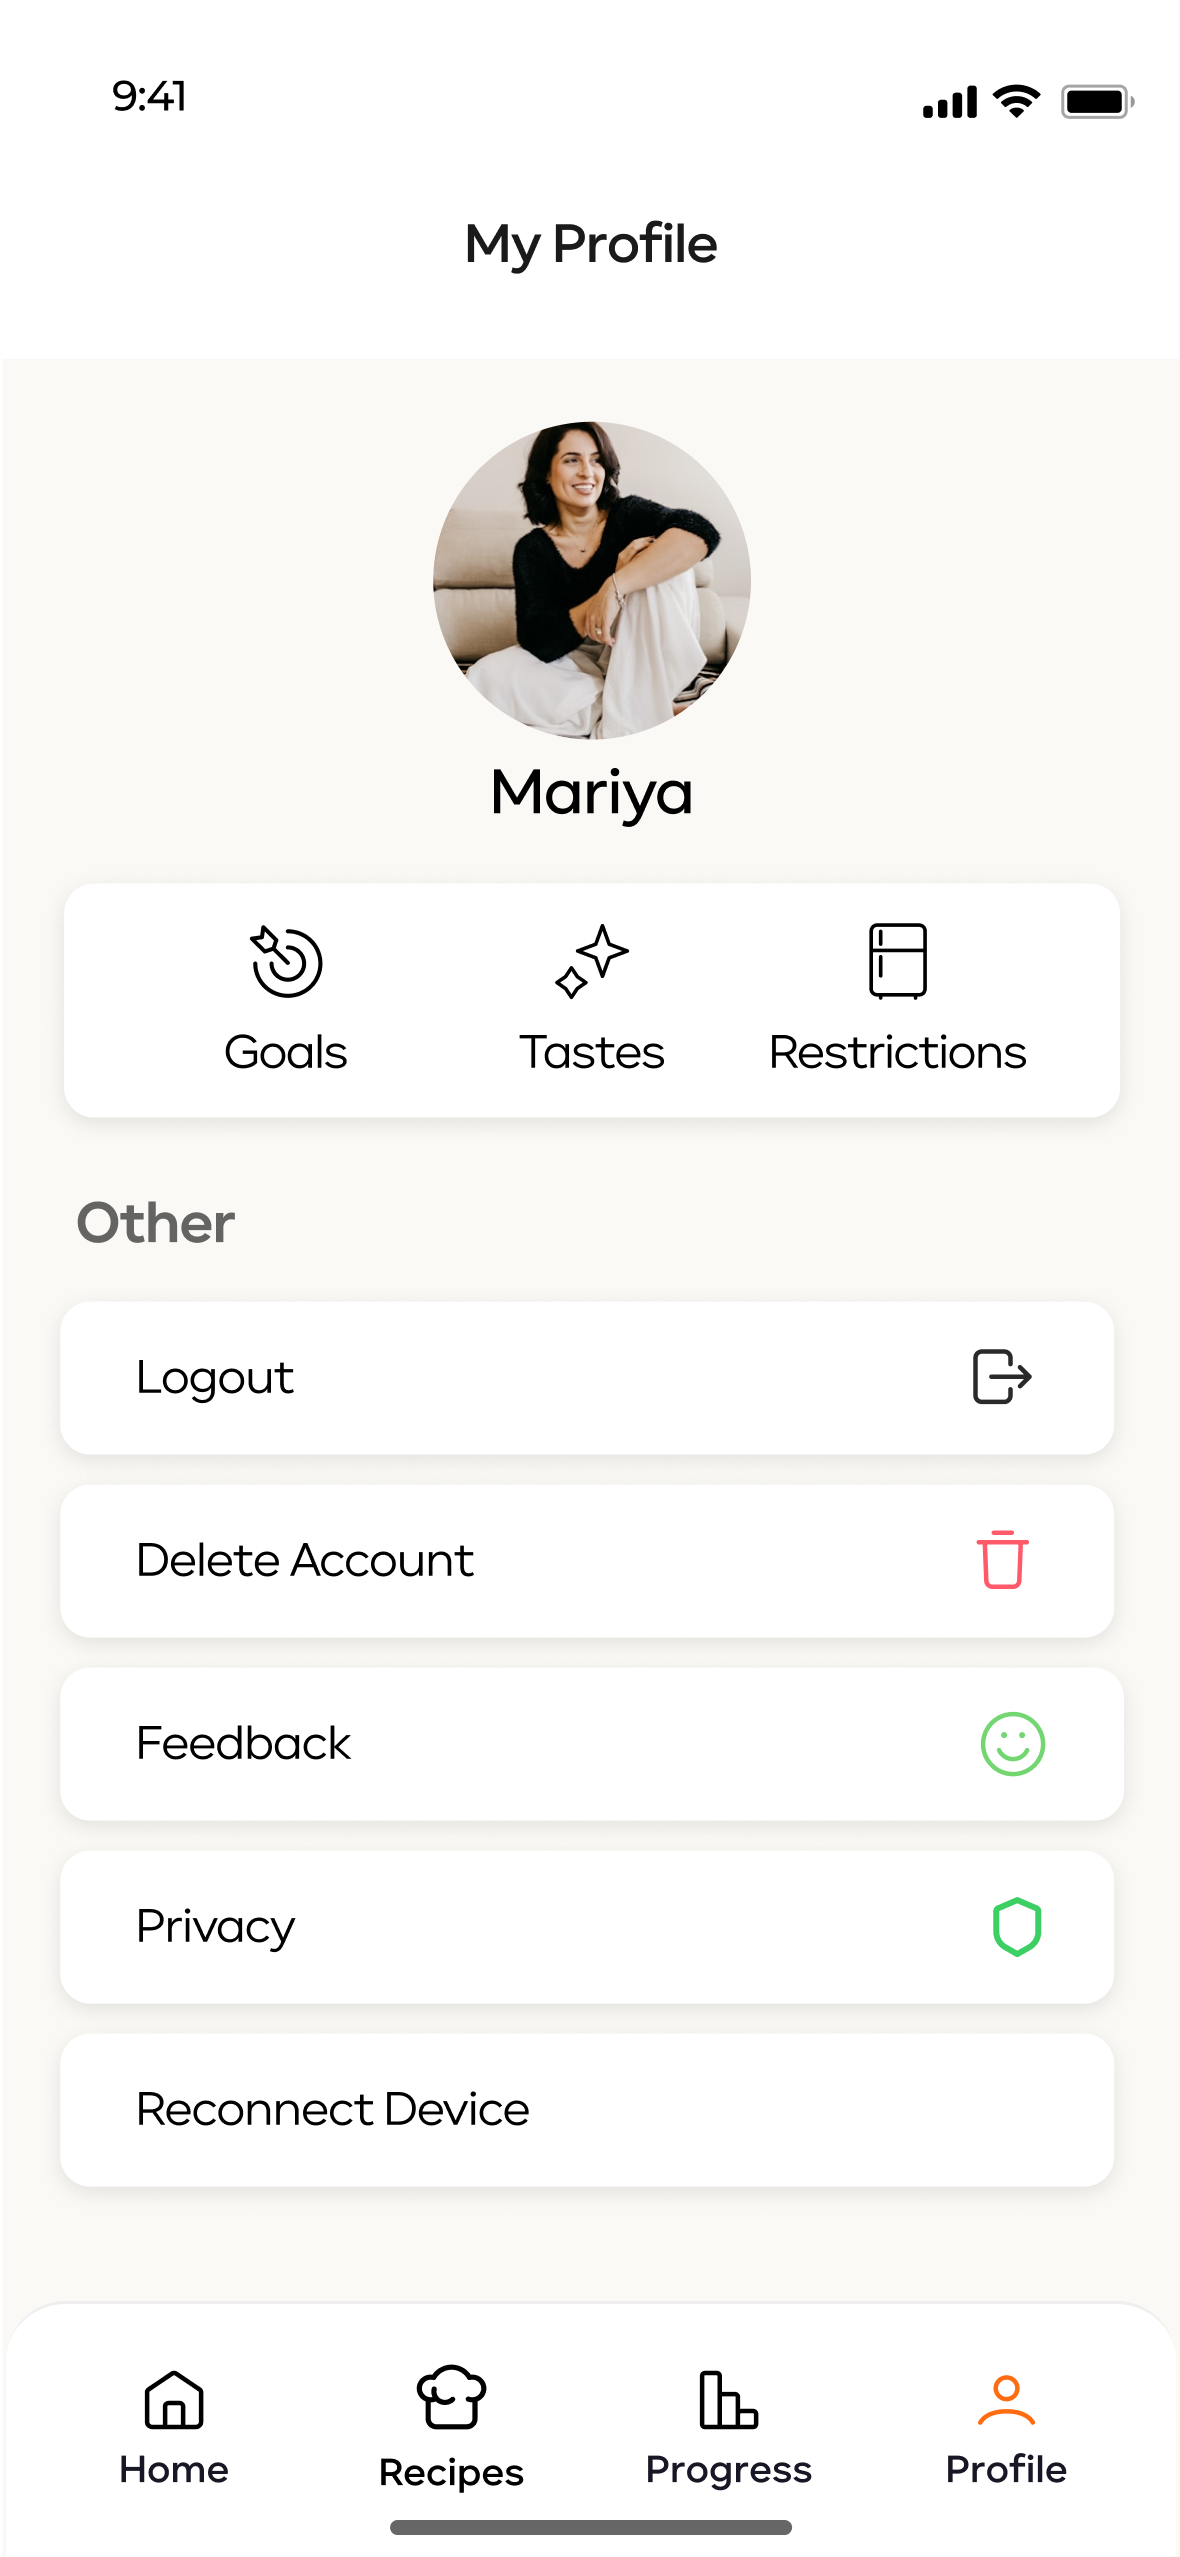 9:41
My Profile
Mariya
Goals Tastes Restrictions
Other
Logout
Delete Account
Feedback
Privacy
Reconnect Device
Home Recipes Progress Profile